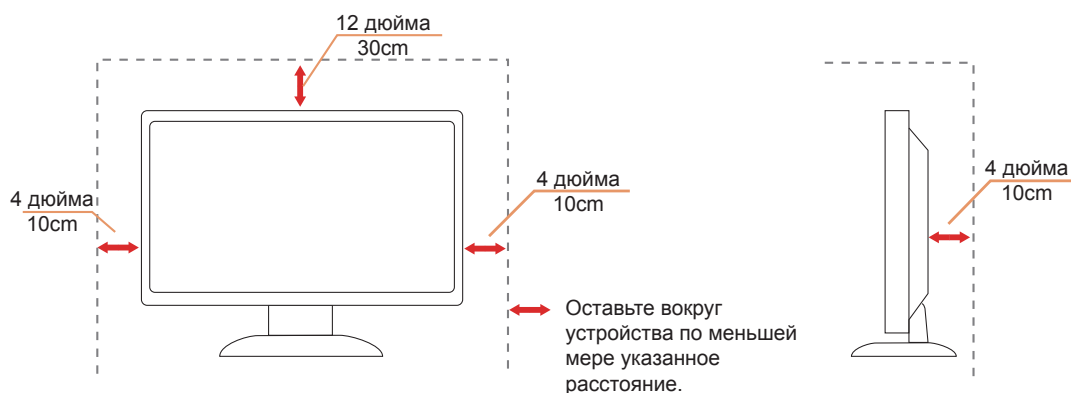 12 дюйма
30cm
4 дюйма
10cm
4 дюйма
10cm
4 дюйма
10cm
Оставьте вокруг
устройства по меньшей
мере указанное
расстояние.